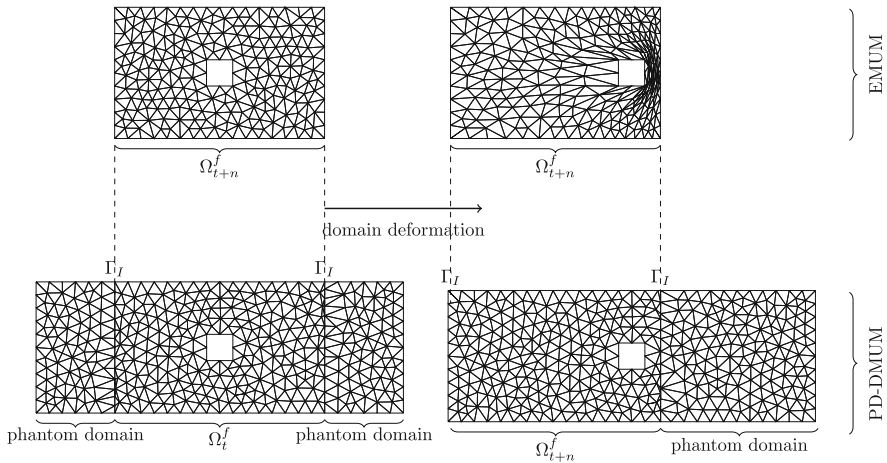 EMUM
Ω^f_{t+n}
Ω^f_{t+n}
domain deformation
Γ_I
Γ_I
Γ_I
Γ_I
PD-DMUM
phantom domain
Ω^f_t
phantom domain
Ω^f_{t+n}
phantom domain